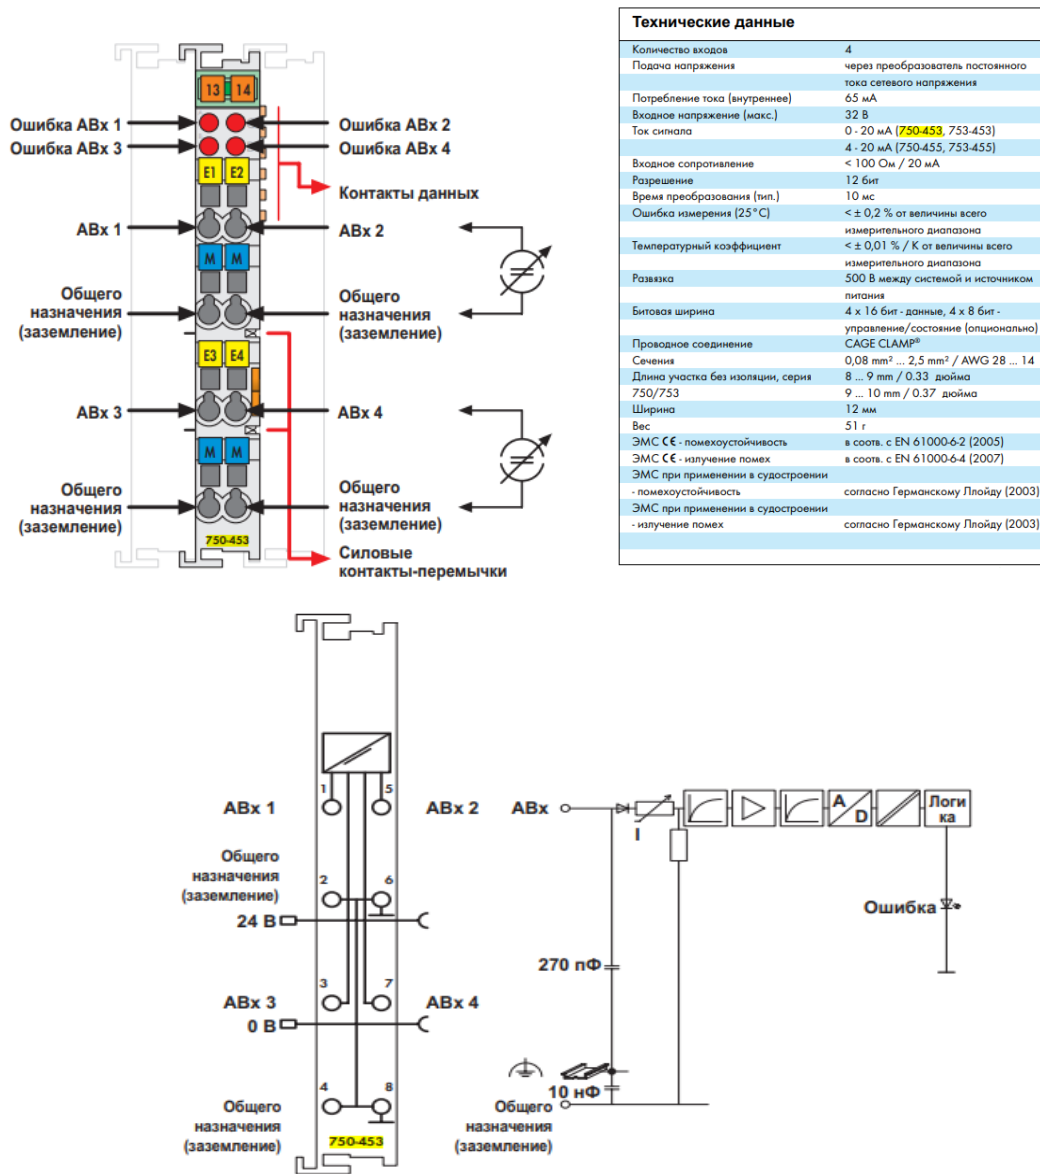 13 14
Ошибка АВх 1
Ошибка АВх 2
Ошибка АВх 3
Ошибка АВх 4
E1 E2
Контакты данных
АВх 1
АВх 2
M M
Общего
назначения
(заземление)
Общего
назначения
(заземление)
E3 E4
АВх 3
АВх 4
M M
Общего
назначения
(заземление)
Общего
назначения
(заземление)
750-453
Силовые
контакты-перемычки
Технические данные
Количество входов 4
Подача напряжения через преобразователь постоянного
тока сетевого напряжения
Потребление тока (внутреннее) 65 мА
Входное напряжение (макс.) 32 В
Ток сигнала 0 - 20 мА (750-453, 753-453)
4 - 20 мА (750-455, 753-455)
Входное сопротивление < 100 Ом / 20 мА
Разрешение 12 бит
Время преобразования (тип.) 10 мс
Ошибка измерения (25°C) < ± 0,2 % от величины всего
измерительного диапазона
Температурный коэффициент < ± 0,01 % / К от величины всего
измерительного диапазона
Развязка 500 В между системой и источником
питания
Битовая ширина 4 x 16 бит - данные, 4 x 8 бит -
управление/состояние (опционально)
Проводное соединение CAGE CLAMP®
Сечения 0,08 mm² ... 2,5 mm² / AWG 28 ... 14
Длина участка без изоляции, серия 8 ... 9 mm / 0.33 дюйма
750/753 9 ... 10 mm / 0.37 дюйма
Ширина 12 мм
Вес 51 г
ЭМС CE - помехоустойчивость в соотв. с EN 61000-6-2 (2005)
ЭМС CE - излучение помех в соотв. с EN 61000-6-4 (2007)
ЭМС при применении в судостроении
- помехоустойчивость согласно Германскому Ллойду (2003)
ЭМС при применении в судостроении
- излучение помех согласно Германскому Ллойду (2003)
1 5
АВх 1
АВх 2
Общего
назначения
(заземление)
2 6
24 В
3 7
АВх 3
АВх 4
0 В
4 8
Общего
назначения
(заземление)
750-453
АВх
I
A
D
Логи
ка
Ошибка
270 пФ
10 нФ
Общего
назначения
(заземление)